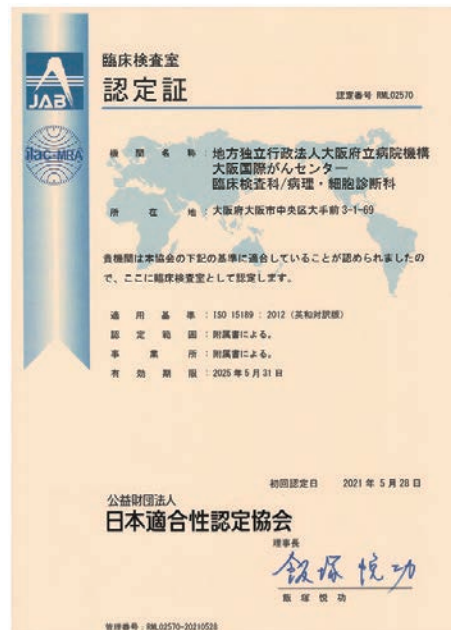 JAB
ilac-MRA
臨床検査室
認定証
認定番号 RML02570
機関名称:地方独立行政法人大阪府立病院機構
大阪国際がんセンター
臨床検査科/病理・細胞診断科
所在地:大阪府大阪市中央区大手前3-1-69
貴機関は本協会の下記の基準に適合していることが認められましたの
で、ここに臨床検査室として認定します。
適用基準:ISO 15189:2012(英和対訳版)
認定範囲:附属書による。
事業所:附属書による。
有効期限:2025年5月31日
初回認定日 2021年5月28日
公益財団法人
日本適合性認定協会
理事長
飯塚悦功
飯塚悦功
管理番号:RML02570-20210528